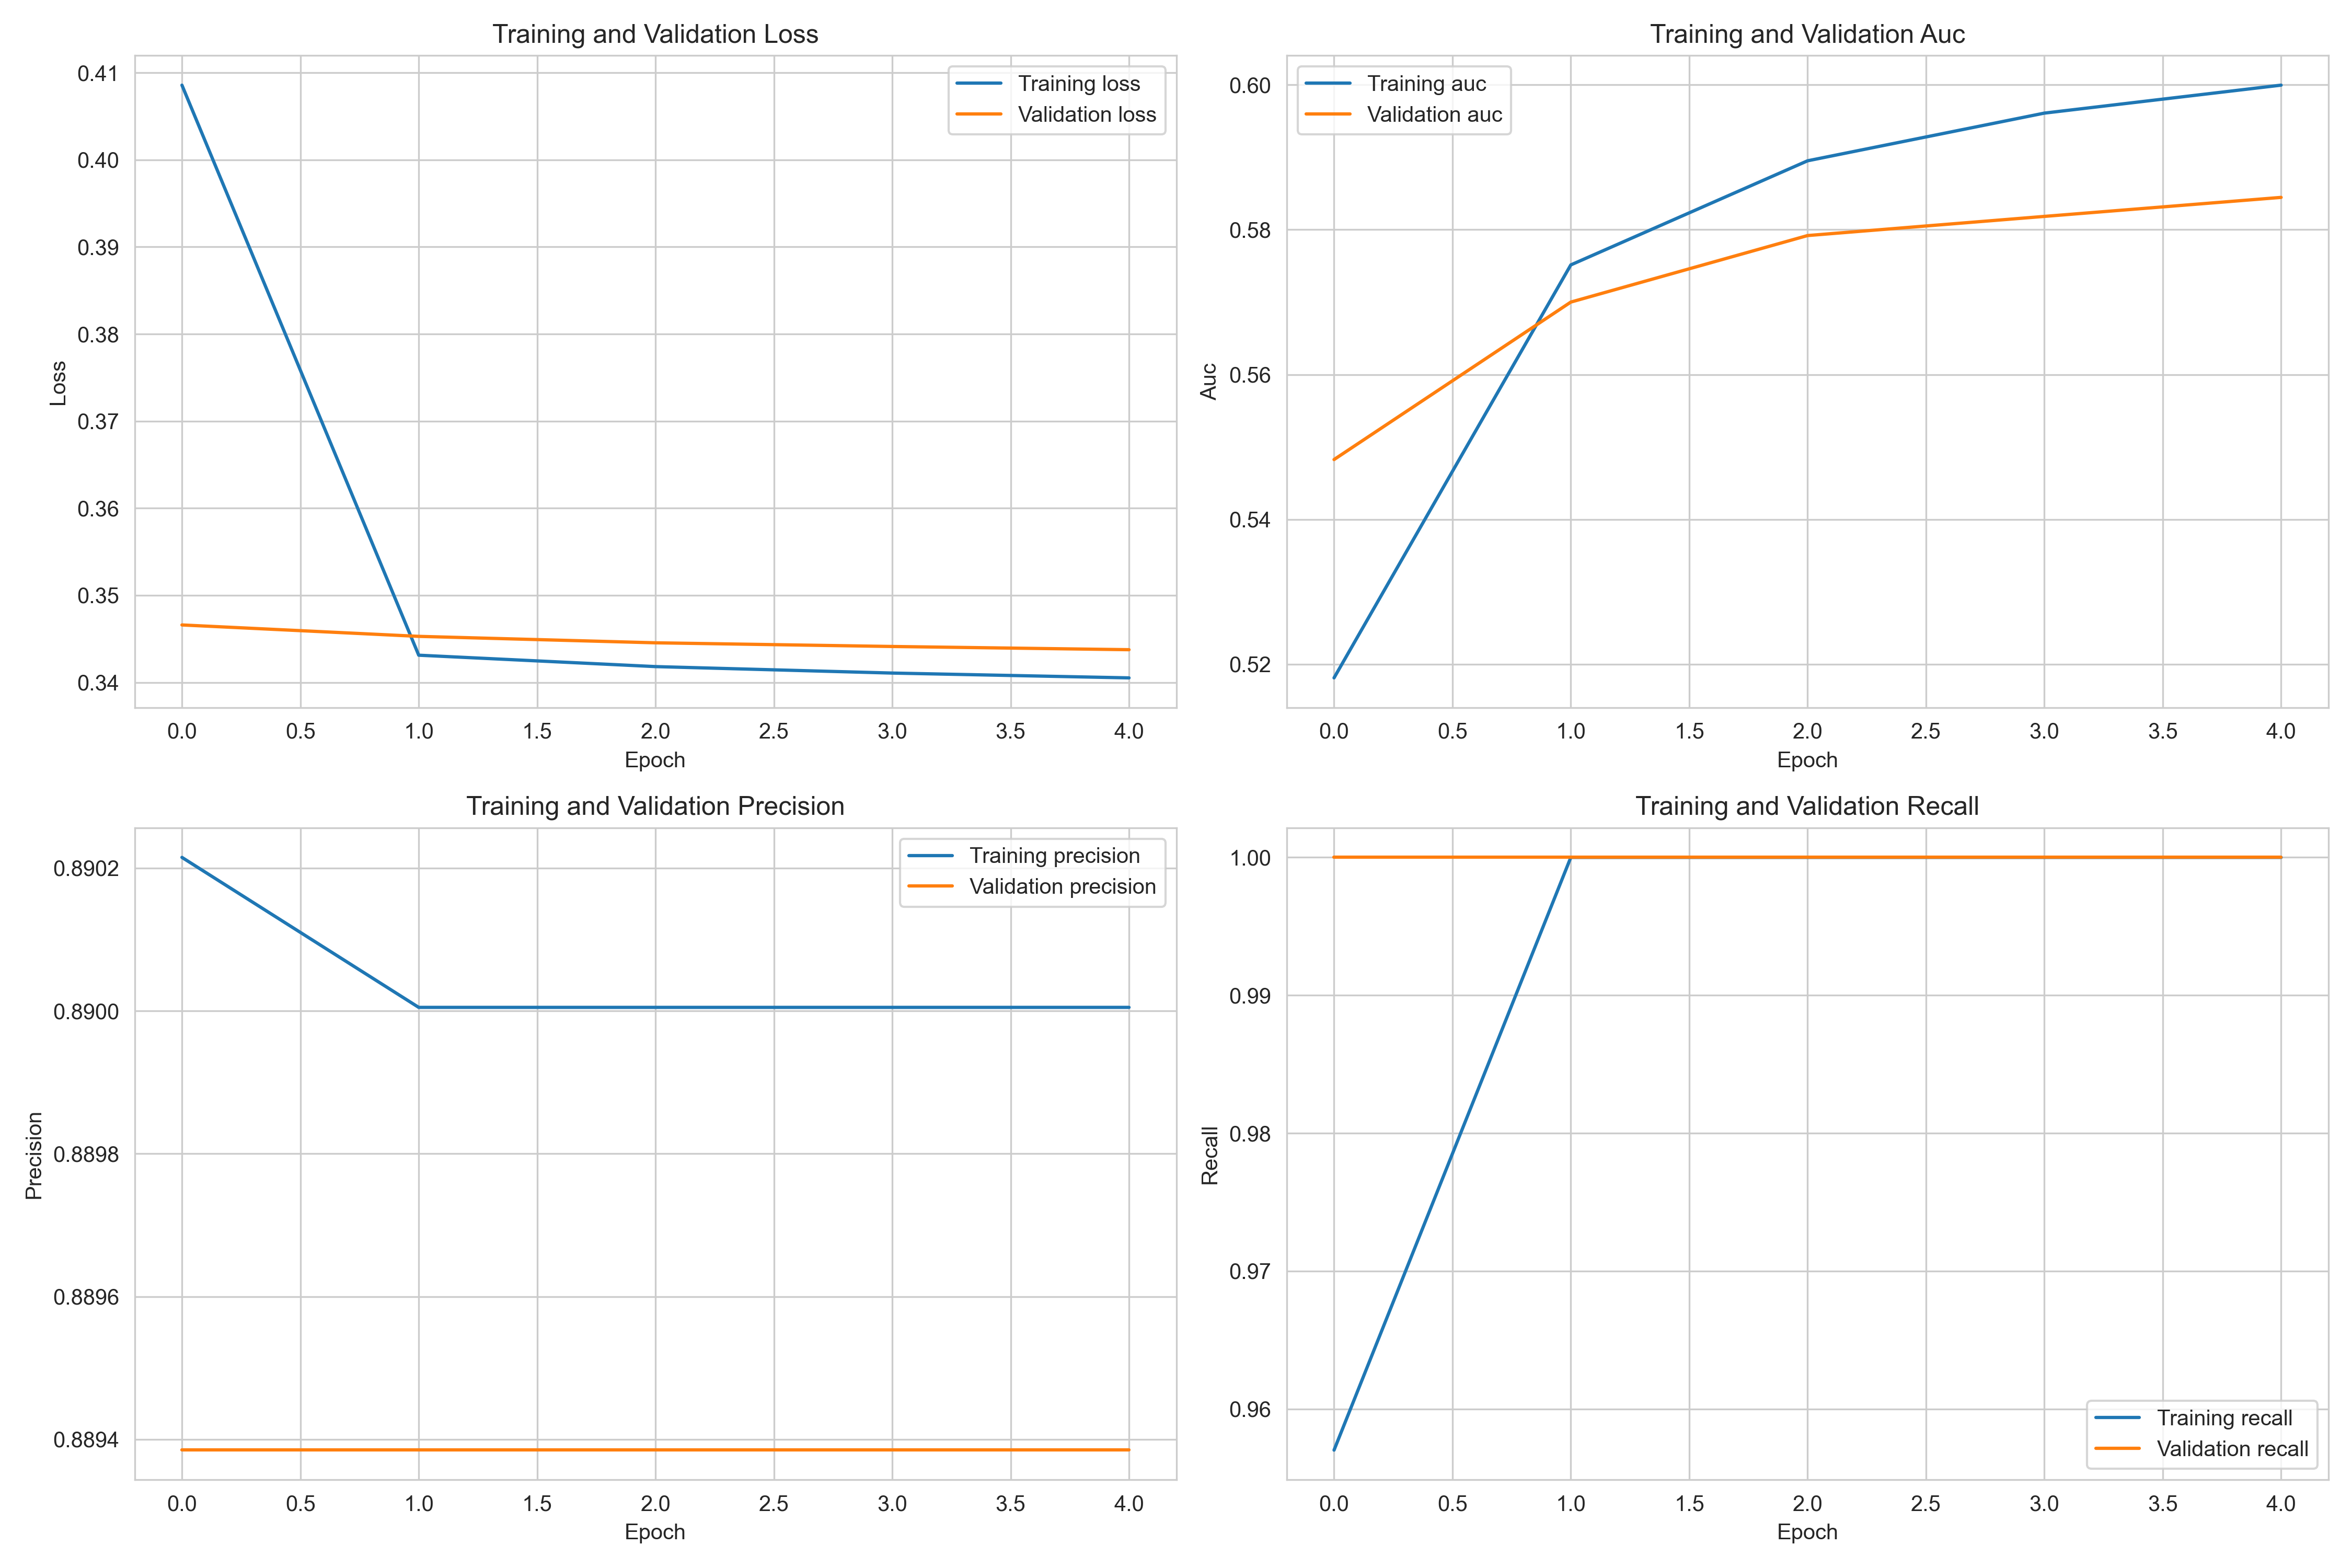 Training and Validation Loss
Training loss
Validation loss
0.41
0.40
0.39
0.38
0.37
0.36
0.35
0.34
Loss
0.0 0.5 1.0 1.5 2.0 2.5 3.0 3.5 4.0
Epoch
Training and Validation Auc
Training auc
Validation auc
0.60
0.58
0.56
0.54
0.52
Auc
0.0 0.5 1.0 1.5 2.0 2.5 3.0 3.5 4.0
Epoch
Training and Validation Precision
Training precision
Validation precision
0.8902
0.8900
0.8898
0.8896
0.8894
Precision
0.0 0.5 1.0 1.5 2.0 2.5 3.0 3.5 4.0
Epoch
Training and Validation Recall
1.00
0.99
0.98
0.97
0.96
Recall
Training recall
Validation recall
0.0 0.5 1.0 1.5 2.0 2.5 3.0 3.5 4.0
Epoch